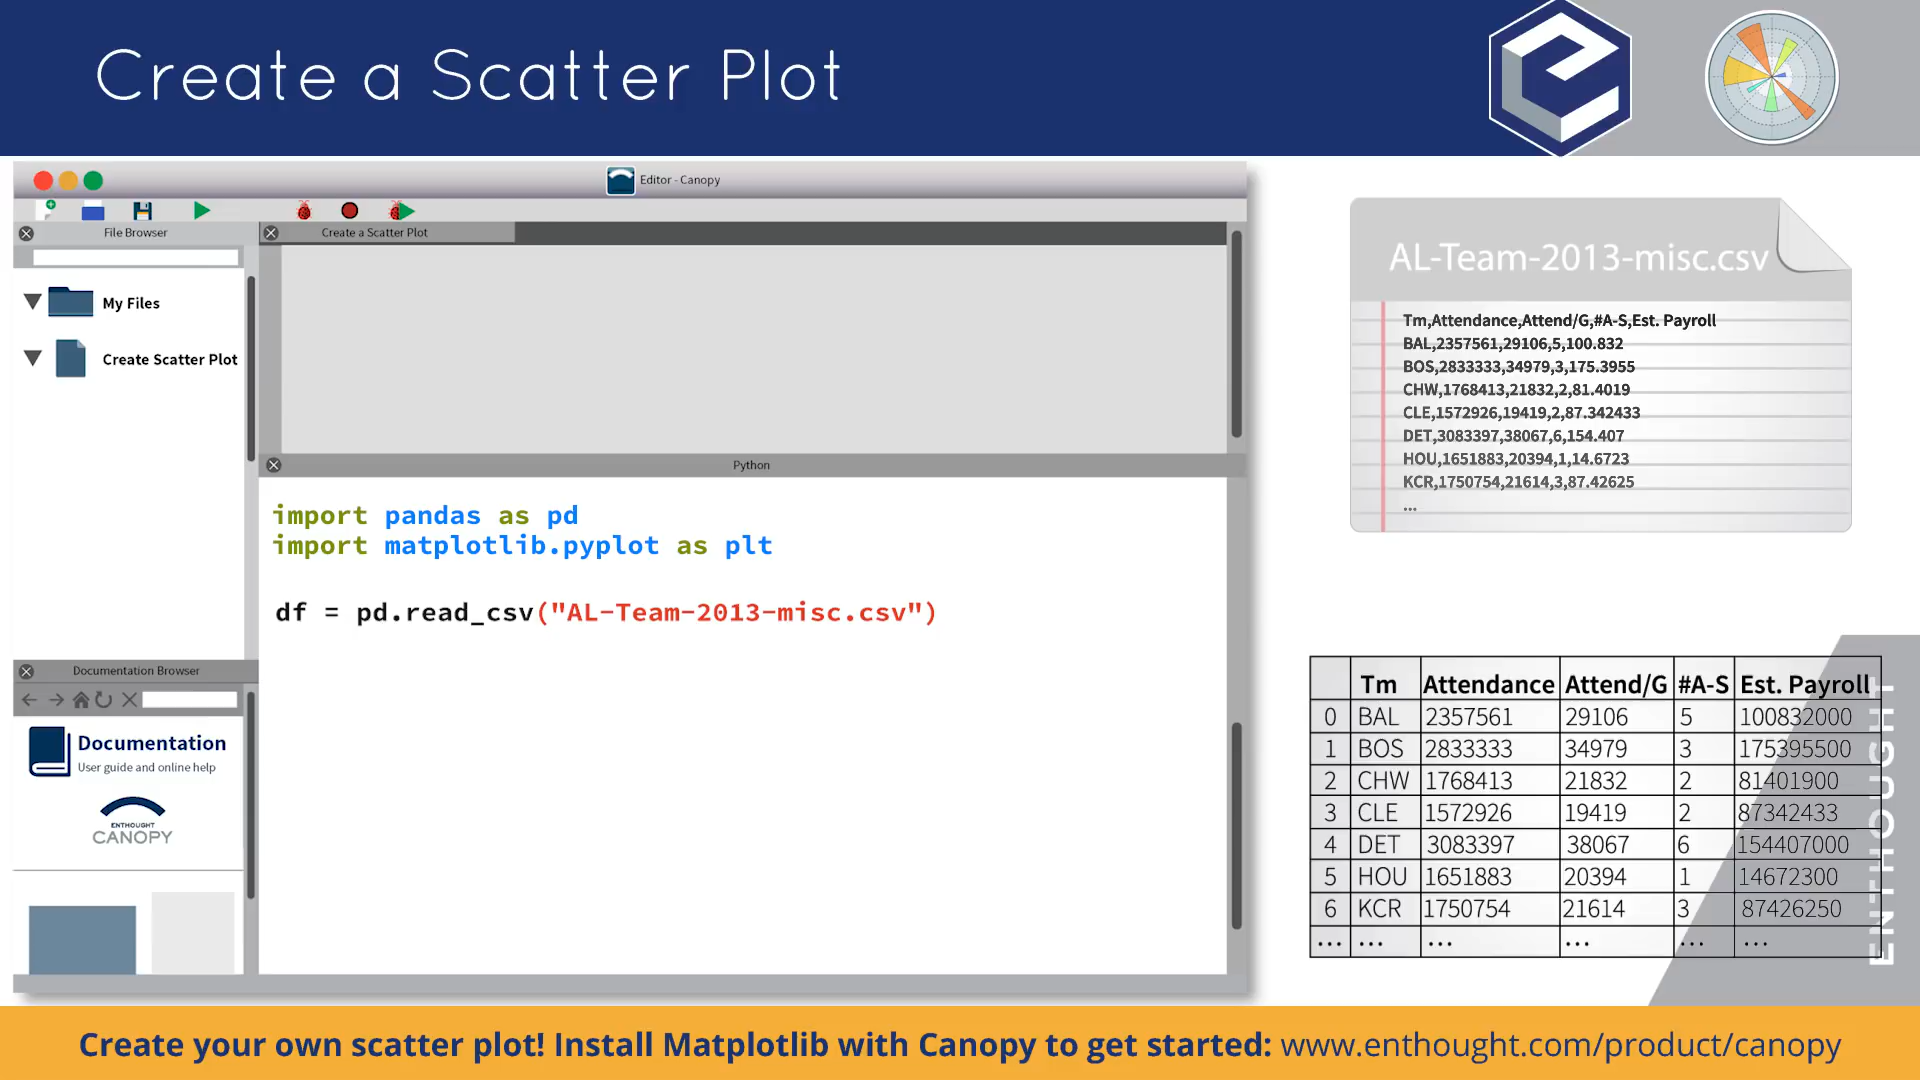 Create a Scatter Plot
Editor - Canopy
File Browser
Create a Scatter Plot
My Files
Create Scatter Plot
Python
import pandas as pd
import matplotlib.pyplot as plt
df = pd.read_csv("AL-Team-2013-misc.csv")
Documentation Browser
Documentation
User guide and online help
ENTHOUGHT
CANOPY
AL-Team-2013-misc.csv
Tm,Attendance,Attend/G,#A-S,Est. Payroll
BAL,2357561,29106,5,100.832
BOS,2833333,34979,3,175.3955
CHW,1768413,21832,2,81.4019
CLE,1572926,19419,2,87.342433
DET,3083397,38067,6,154.407
HOU,1651883,20394,1,14.6723
KCR,1750754,21614,3,87.42625
...
Tm Attendance Attend/G #A-S Est. Payroll
0 BAL 2357561 29106 5 100832000
1 BOS 2833333 34979 3 175395500
2 CHW 1768413 21832 2 81401900
3 CLE 1572926 19419 2 87342433
4 DET 3083397 38067 6 154407000
5 HOU 1651883 20394 1 14672300
6 KCR 1750754 21614 3 87426250
... ... ... ... ... ...
ENTHOUGHT
Create your own scatter plot! Install Matplotlib with Canopy to get started: www.enthought.com/product/canopy